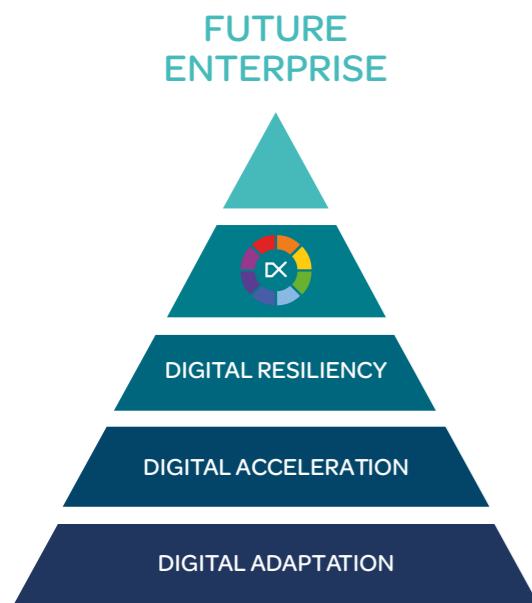 FUTURE
ENTERPRISE
DX
DIGITAL RESILIENCY
DIGITAL ACCELERATION
DIGITAL ADAPTATION